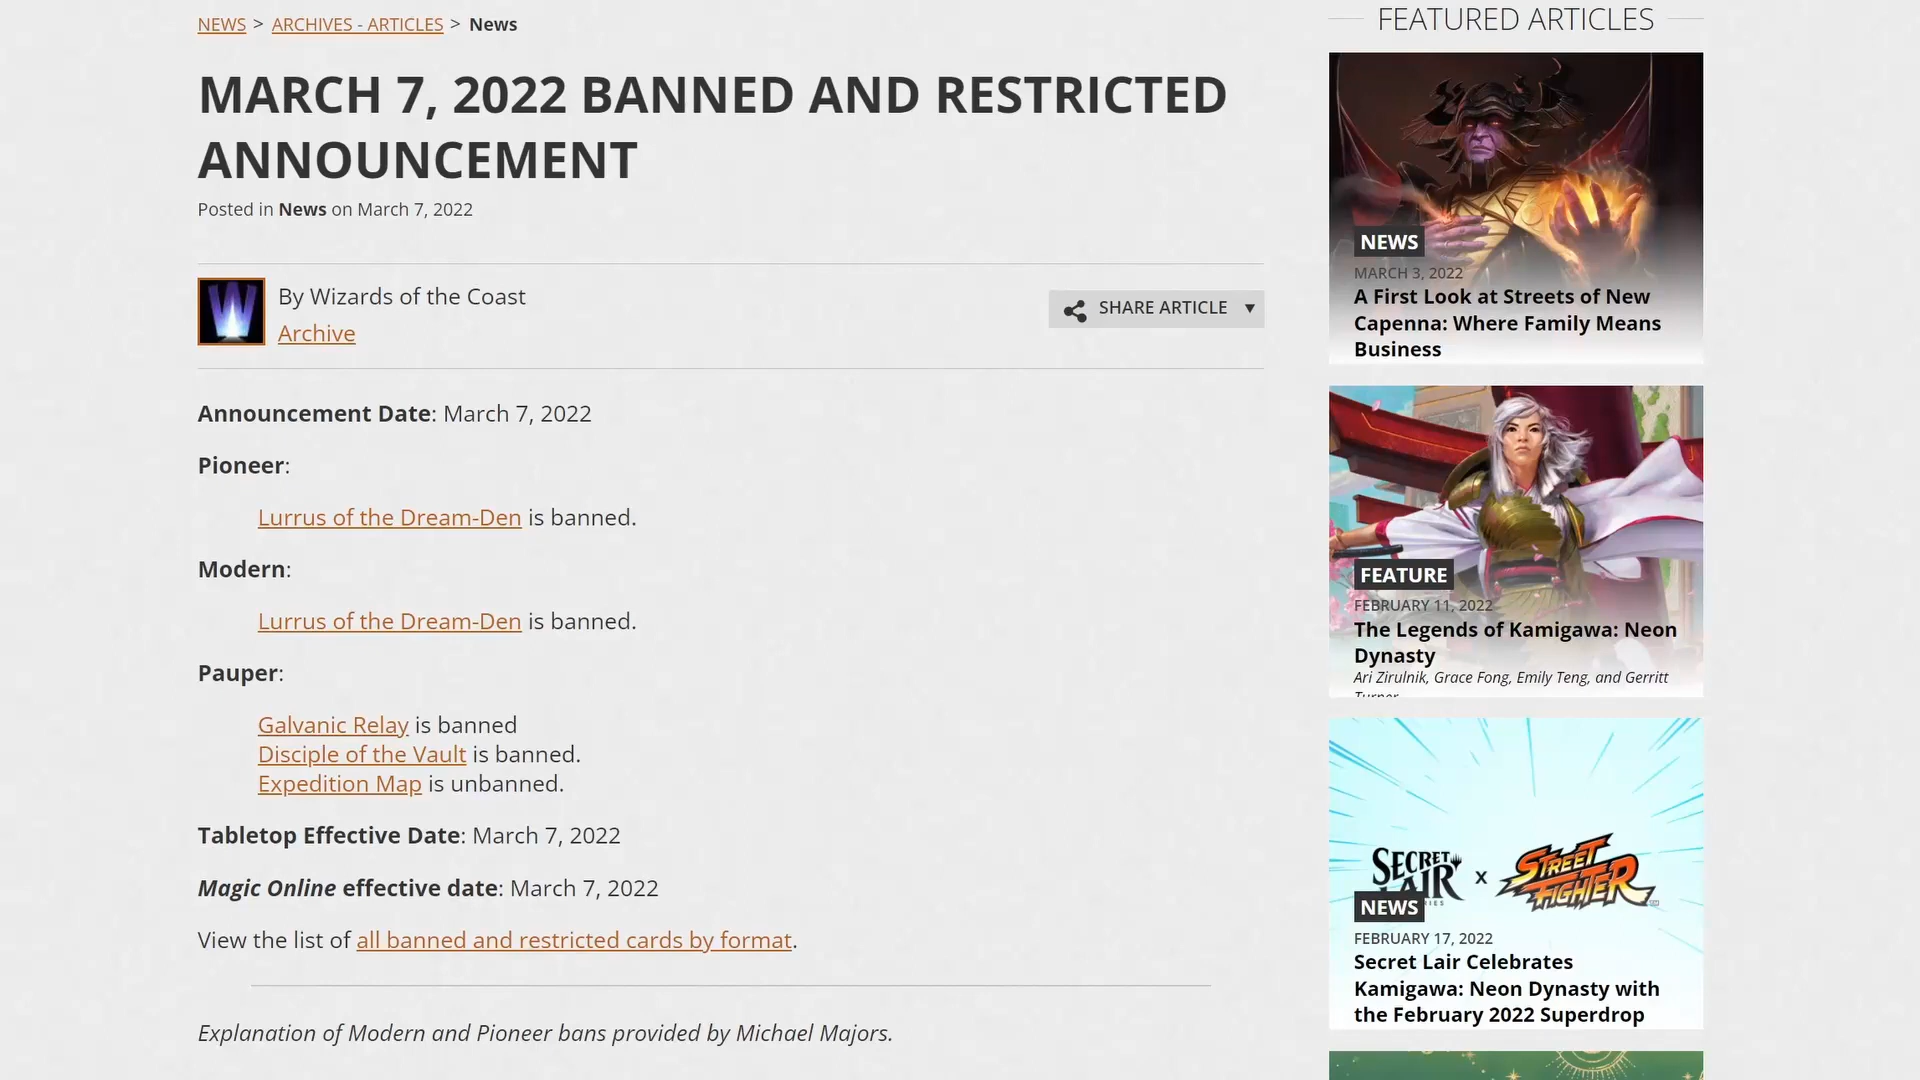 NEWS > ARCHIVES - ARTICLES > News
MARCH 7, 2022 BANNED AND RESTRICTED
ANNOUNCEMENT
Posted in News on March 7, 2022
By Wizards of the Coast
Archive
SHARE ARTICLE ▼
Announcement Date: March 7, 2022
Pioneer:
Lurrus of the Dream-Den is banned.
Modern:
Lurrus of the Dream-Den is banned.
Pauper:
Galvanic Relay is banned
Disciple of the Vault is banned.
Expedition Map is unbanned.
Tabletop Effective Date: March 7, 2022
Magic Online effective date: March 7, 2022
View the list of all banned and restricted cards by format.
Explanation of Modern and Pioneer bans provided by Michael Majors.
FEATURED ARTICLES
NEWS
MARCH 3, 2022
A First Look at Streets of New
Capenna: Where Family Means
Business
FEATURE
FEBRUARY 11, 2022
The Legends of Kamigawa: Neon
Dynasty
Ari Zirulnik, Grace Fong, Emily Teng, and Gerritt
Turner
SECRET
LAIR
X
STREET
FIGHTER
NEWS
FEBRUARY 17, 2022
Secret Lair Celebrates
Kamigawa: Neon Dynasty with
the February 2022 Superdrop